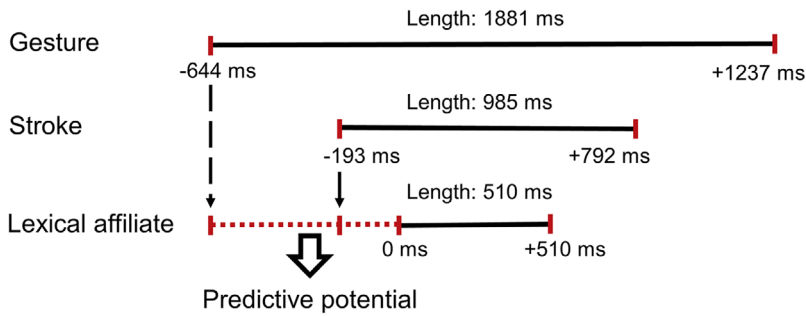 Length: 1881 ms
Gesture
-644 ms
+1237 ms
Length: 985 ms
Stroke
-193 ms
+792 ms
Length: 510 ms
Lexical affiliate
0 ms
+510 ms
Predictive potential